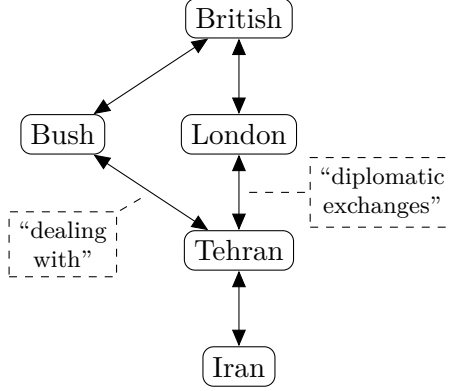 British
Bush
London
“diplomatic
exchanges”
“dealing
with”
Tehran
Iran